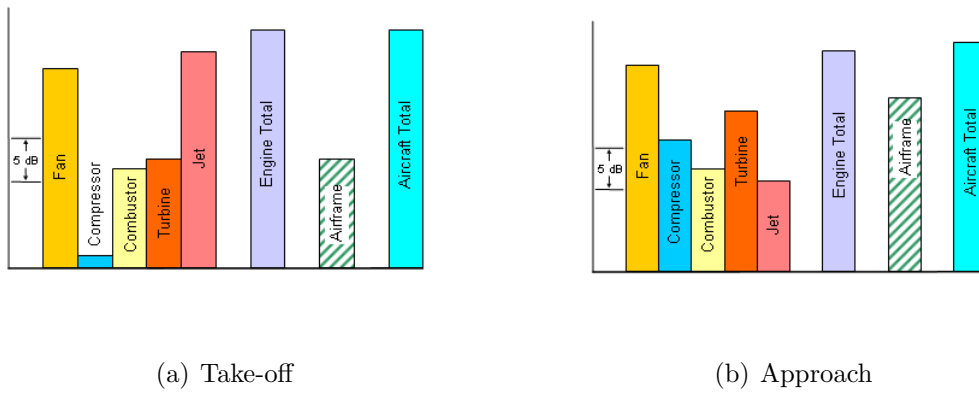 5 dB
Fan
Compressor
Combustor
Turbine
Jet
Engine Total
Airframe
Aircraft Total
5 dB
Fan
Compressor
Combustor
Turbine
Jet
Engine Total
Airframe
Aircraft Total
(a) Take-off
(b) Approach